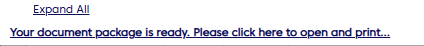 Expand All
Your document package is ready. Please click here to open and print...